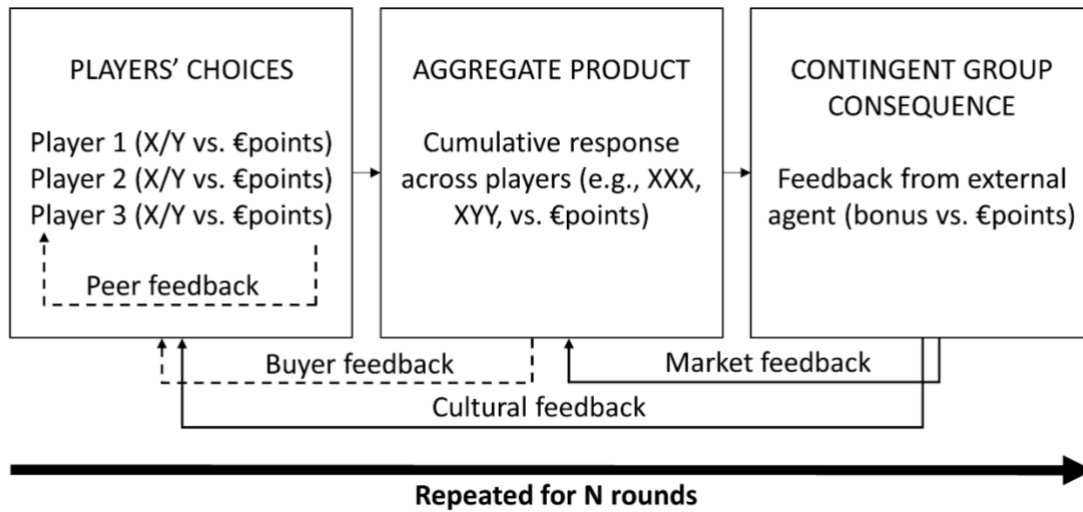 PLAYERS' CHOICES
Player 1 (X/Y vs. €points)
Player 2 (X/Y vs. €points)
Player 3 (X/Y vs. €points)
Peer feedback
AGGREGATE PRODUCT
Cumulative response
across players (e.g., XXX,
XYY, vs. €points)
CONTINGENT GROUP
CONSEQUENCE
Feedback from external
agent (bonus vs. €points)
Buyer feedback
Market feedback
Cultural feedback
Repeated for N rounds